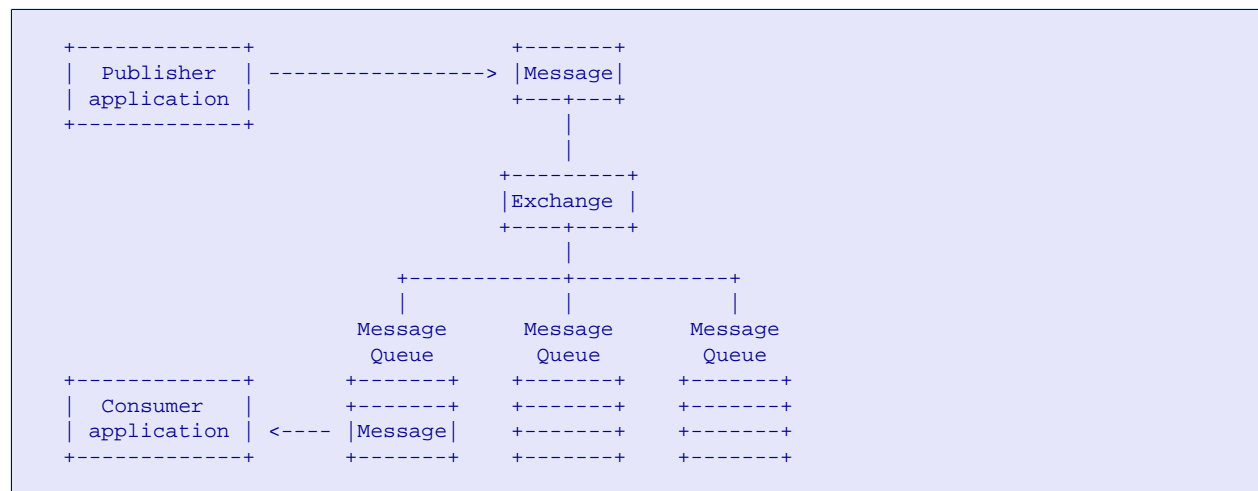 +-------------+                    +-------+
|  Publisher  | -----------------> |Message|
| application |                    +---+---+
+-------------+                        |
                                       |
                                  +---------+
                                  |Exchange |
                                  +----+----+
                                       |
                          +------------+------------+
                          |            |            |
                       Message      Message      Message
                        Queue        Queue        Queue
+-------------+       +-------+    +-------+    +-------+
|  Consumer   |       +-------+    +-------+    +-------+
| application | <---- |Message|    +-------+    +-------+
+-------------+       +-------+    +-------+    +-------+